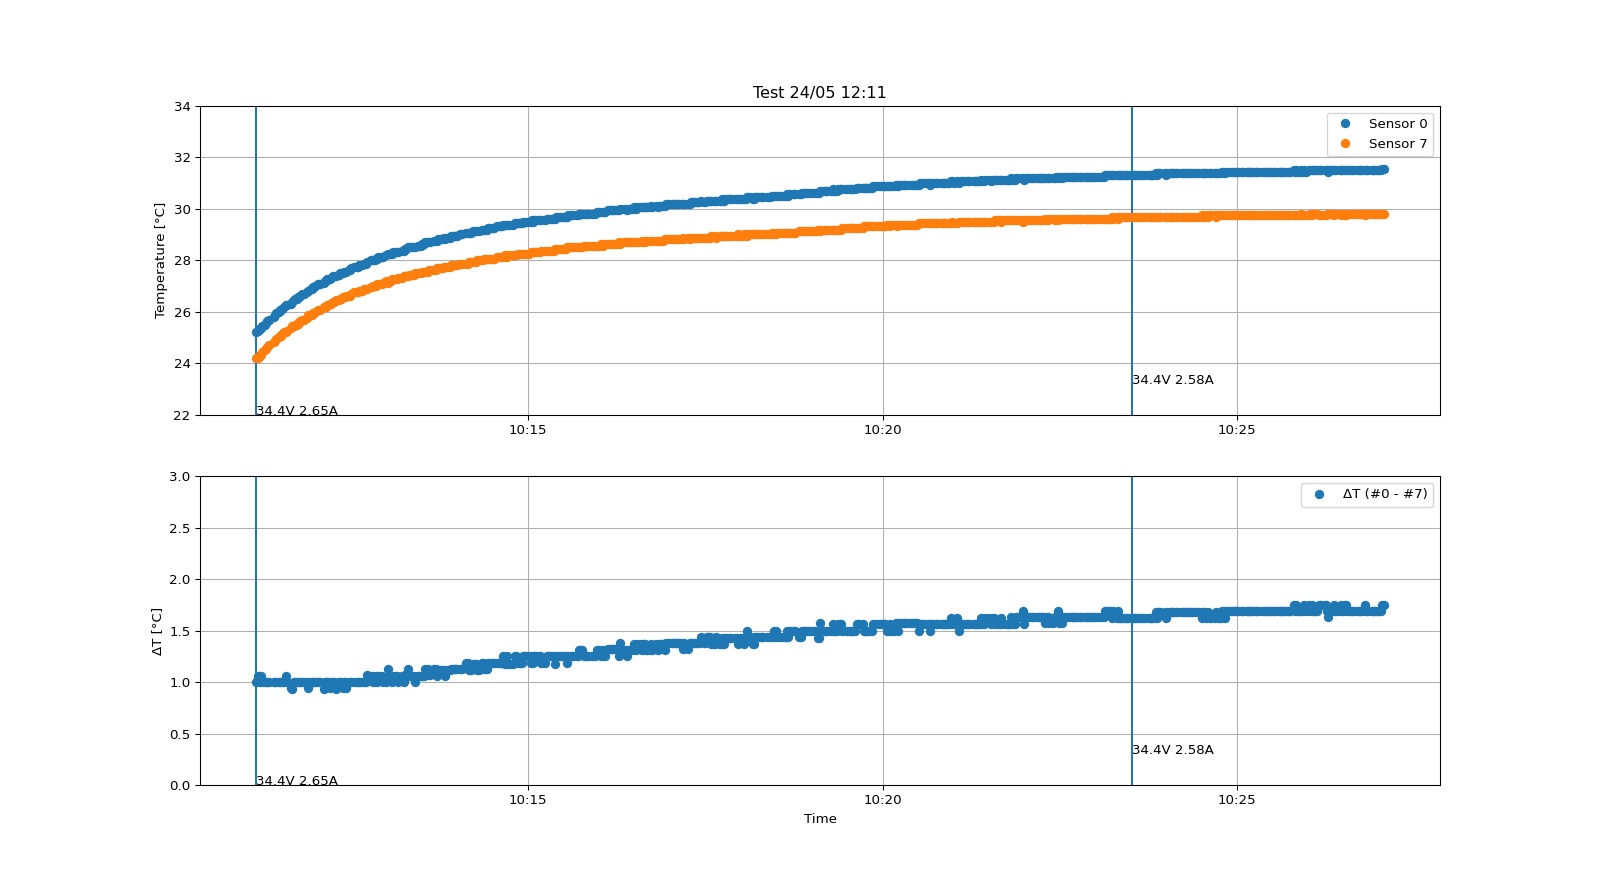 Test 24/05 12:11
34
32
30
28
26
24
22
Temperature [°C]
Sensor 0
Sensor 7
34.4V 2.65A
34.4V 2.58A
10:15
10:20
10:25
3.0
2.5
2.0
1.5
1.0
0.5
0.0
ΔT [°C]
ΔT (#0 - #7)
34.4V 2.65A
34.4V 2.58A
10:15
10:20
10:25
Time